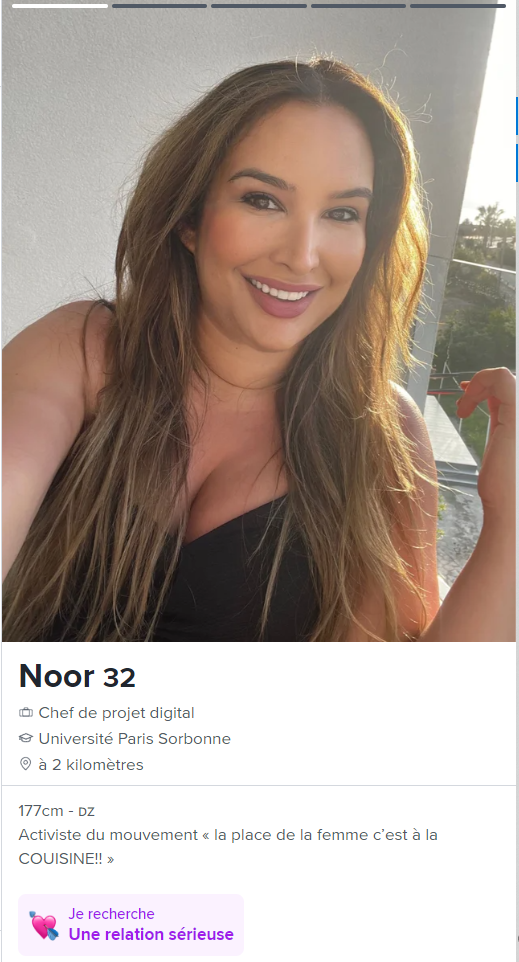 Noor 32
Chef de projet digital
Université Paris Sorbonne
à 2 kilomètres
177cm - DZ
Activiste du mouvement « la place de la femme c’est à la
COUISINE!! »
Je recherche
Une relation sérieuse